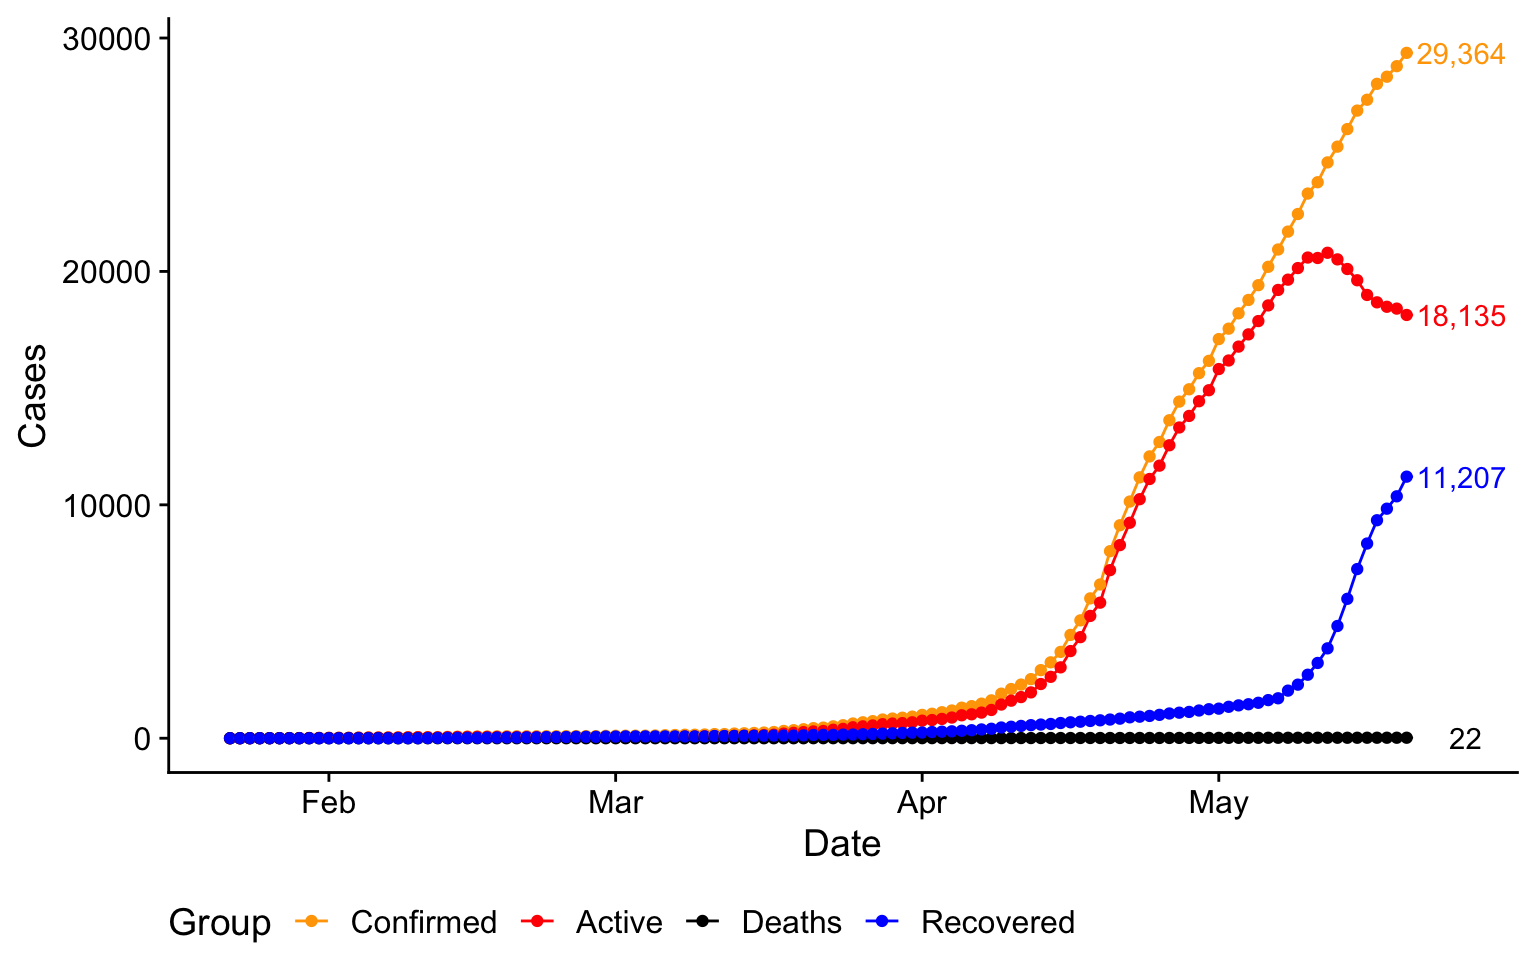 30000
29,364
20000
18,135
Cases
10000
11,207
0
22
Feb Mar Apr May
Date
Group Confirmed Active Deaths Recovered